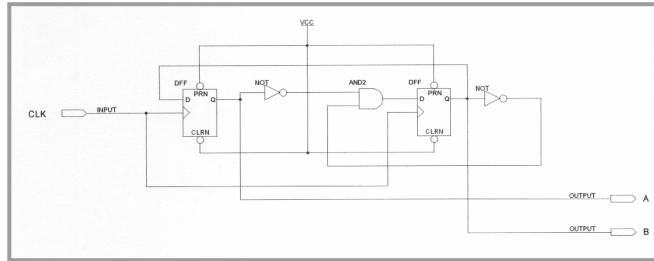 VCC
DFF
PRN
D
Q
CLRN
NOT
AND2
DFF
PRN
D
Q
CLRN
NOT
CLK
INPUT
OUTPUT
A
OUTPUT
B